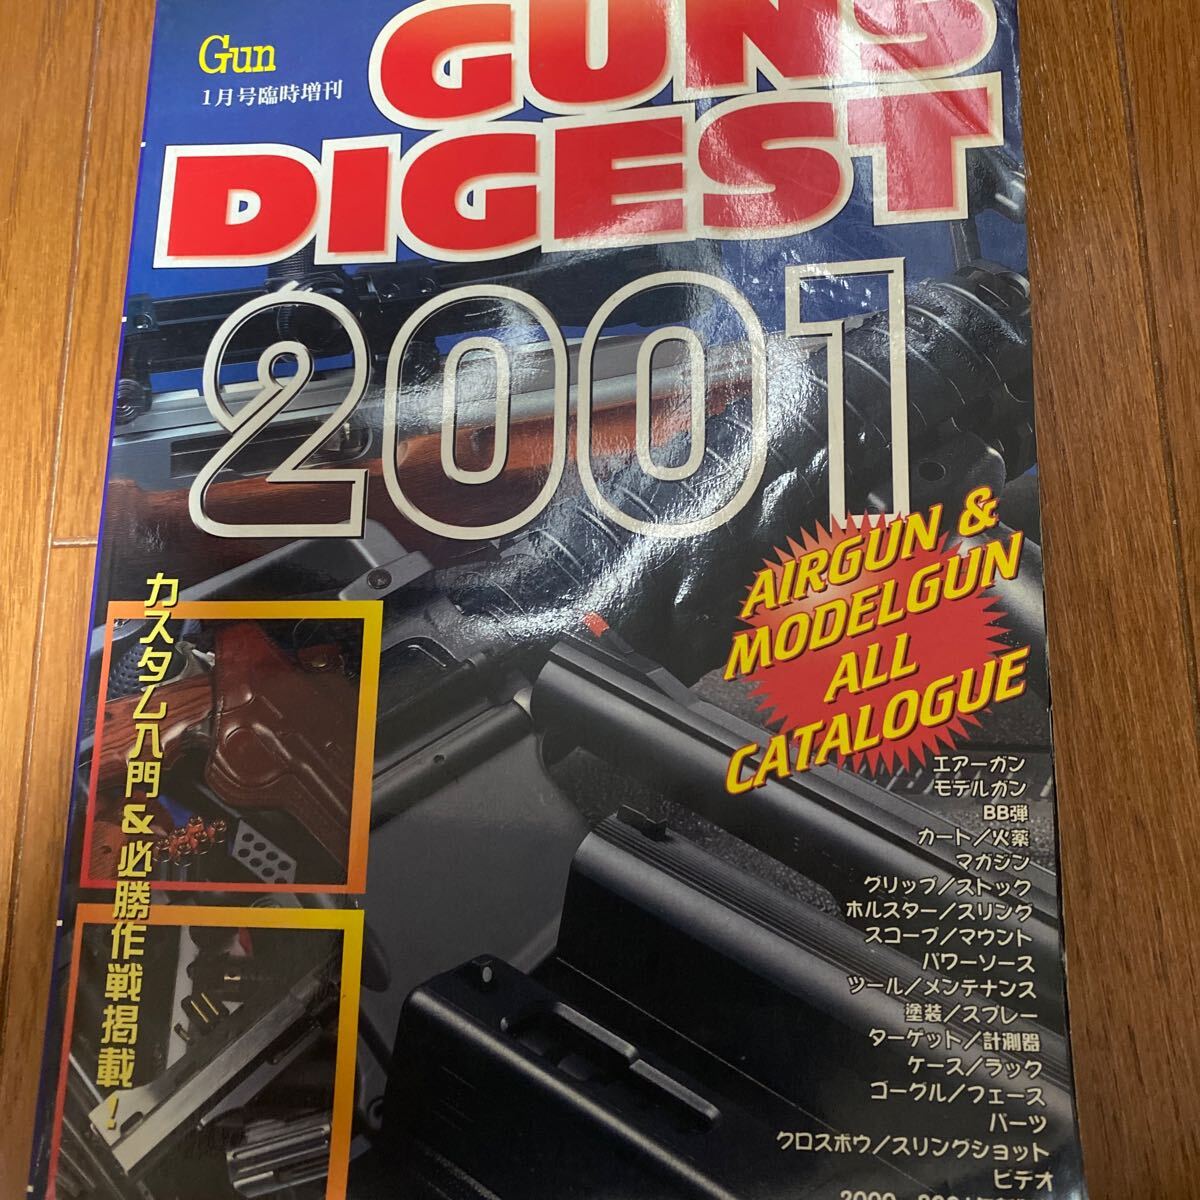 Gun
1月号臨時増刊
GUNS
DIGEST
2001
AIRGUN &
MODELGUN
ALL
CATALOGUE
カスタム入門&必勝作戦掲載!
エアーガン
モデルガン
BB弾
カート/火薬
マガジン
グリップ/ストック
ホルスター/スリング
スコープ/マウント
パワーソース
ツール/メンテナンス
塗装/スプレー
ターゲット/計測器
ケース/ラック
ゴーグル/フェース
パーツ
クロスボウ/スリングショット
ビデオ